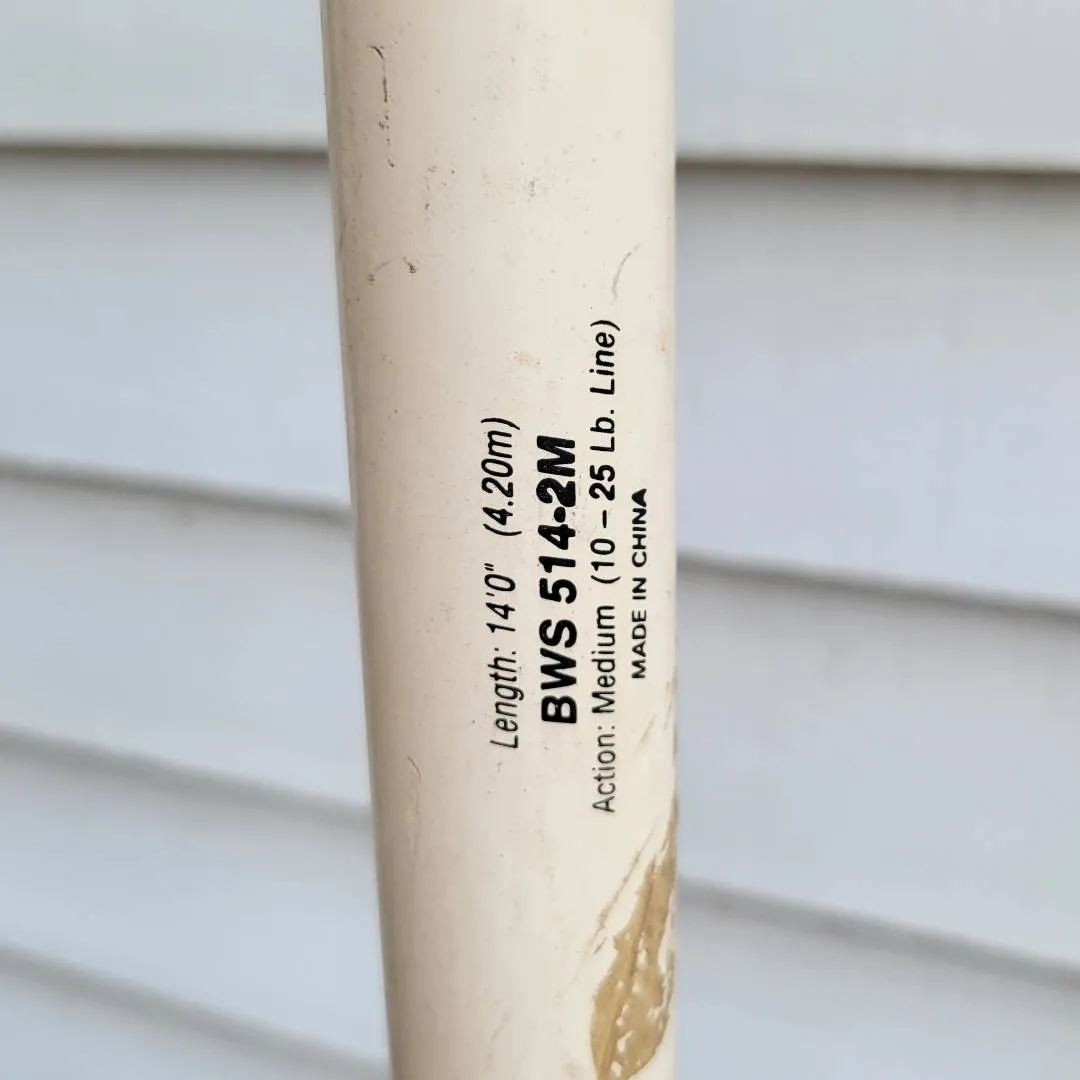 Length: 14'0" (4.20m)
BWS 514-2M
Action: Medium (10 – 25 Lb. Line)
MADE IN CHINA